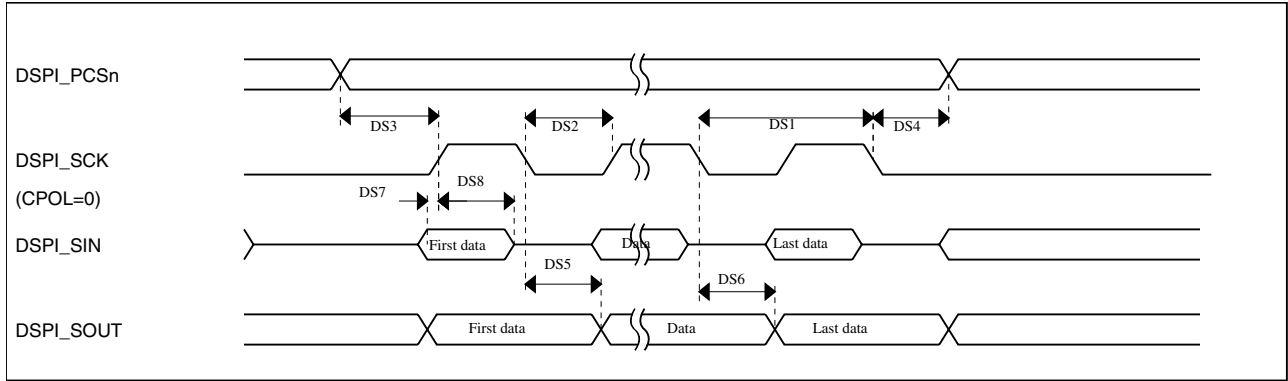 DSPI_PCSn
DS3
DS2
DS1
DS4
DSPI_SCK
(CPOL=0)
DS7
DS8
DSPI_SIN
First data
Data
Last data
DS5
DS6
DSPI_SOUT
First data
Data
Last data